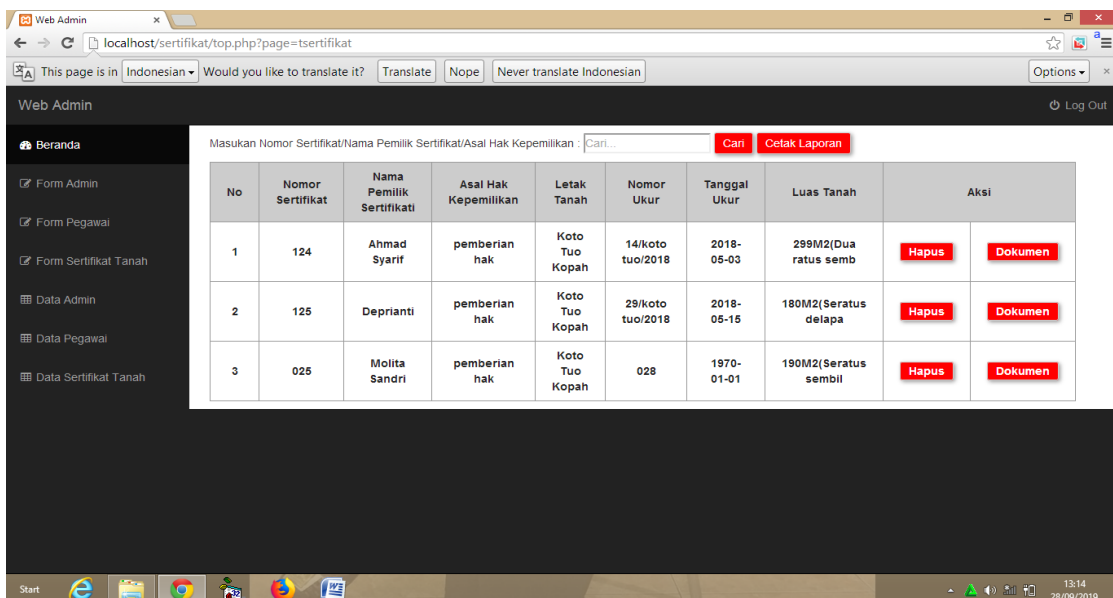 Web Admin
localhost/sertifikat/top.php?page=tsertifikat
This page is in Indonesian Would you like to translate it? Translate Nope Never translate Indonesian Options
Web Admin Log Out
Beranda
Form Admin
Form Pegawai
Form Sertifikat Tanah
Data Admin
Data Pegawai
Data Sertifikat Tanah
Masukan Nomor Sertifikat/Nama Pemilik Sertifikat/Asal Hak Kepemilikan : Cari... Cari Cetak Laporan
No
Nomor
Sertifikat
Nama
Pemilik
Sertifikati
Asal Hak
Kepemilikan
Letak
Tanah
Nomor
Ukur
Tanggal
Ukur
Luas Tanah
Aksi
1
124
Ahmad
Syarif
pemberian
hak
Koto
Tuo
Kopah
14/koto
tuo/2018
2018-
05-03
299M2(Dua
ratus semb
Hapus
Dokumen
2
125
Deprianti
pemberian
hak
Koto
Tuo
Kopah
29/koto
tuo/2018
2018-
05-15
180M2(Seratus
delapa
Hapus
Dokumen
3
025
Molita
Sandri
pemberian
hak
Koto
Tuo
Kopah
028
1970-
01-01
190M2(Seratus
sembil
Hapus
Dokumen
Start
13:14
28/09/2019